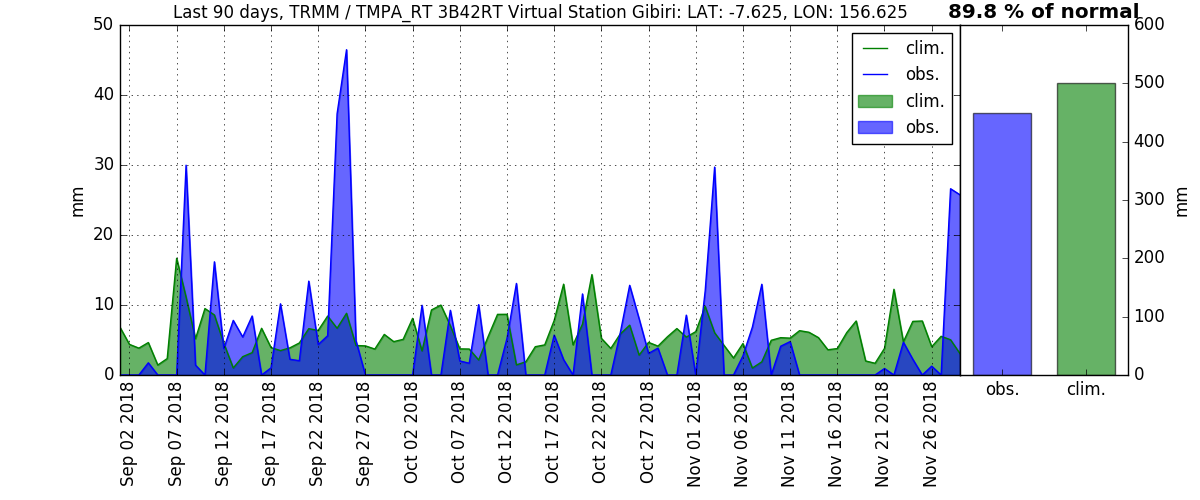 Last 90 days, TRMM / TMPA_RT 3B42RT Virtual Station Gibiri: LAT: -7.625, LON: 156.625
89.8 % of normal
50
40
30
20
10
0
mm
clim.
obs.
clim.
obs.
Sep 02 2018
Sep 07 2018
Sep 12 2018
Sep 17 2018
Sep 22 2018
Sep 27 2018
Oct 02 2018
Oct 07 2018
Oct 12 2018
Oct 17 2018
Oct 22 2018
Oct 27 2018
Nov 01 2018
Nov 06 2018
Nov 11 2018
Nov 16 2018
Nov 21 2018
Nov 26 2018
600
500
400
300
200
100
0
mm
obs.
clim.